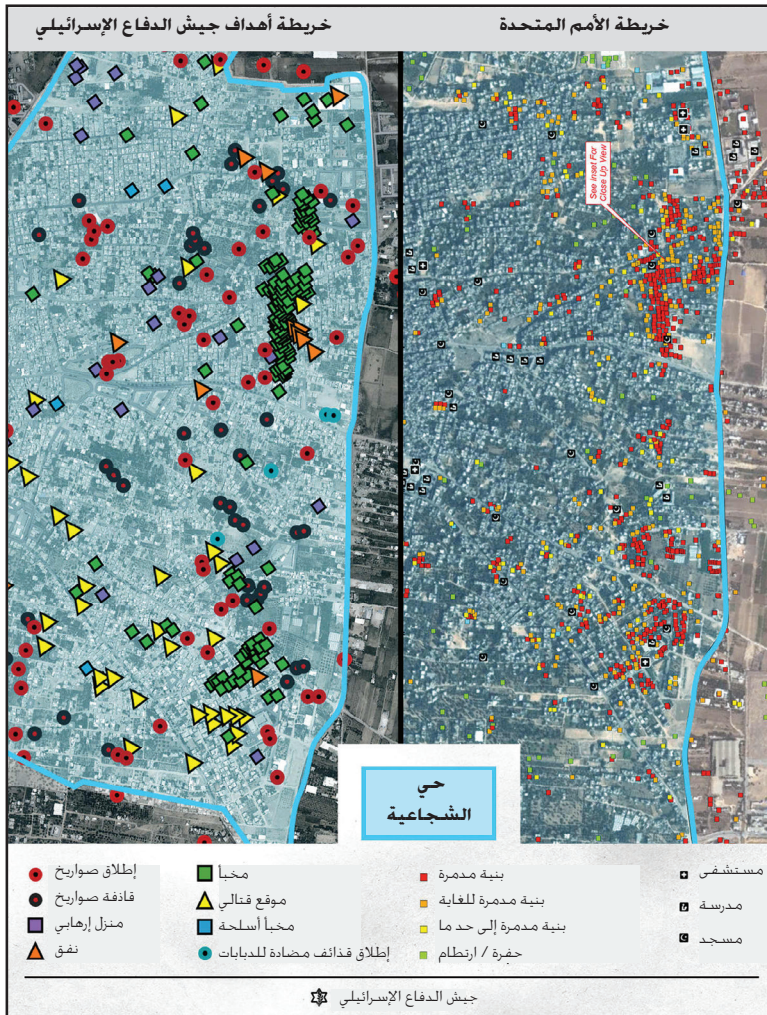 خريطة الأمم المتحدة
خريطة أهداف جيش الدفاع الإسرائيلي
See inset For
Close Up View
حي
الشجاعية
مستشفى
مدرسة
مسجد
بنية مدمرة
بنية مدمرة للغاية
بنية مدمرة إلى حد ما
حفرة / ارتطام
مخبأ
موقع قتالي
مخبأ أسلحة
إطلاق قذائف مضادة للدبابات
إطلاق صواريخ
قاذفة صواريخ
منزل إرهابي
نفق
جيش الدفاع الإسرائيلي